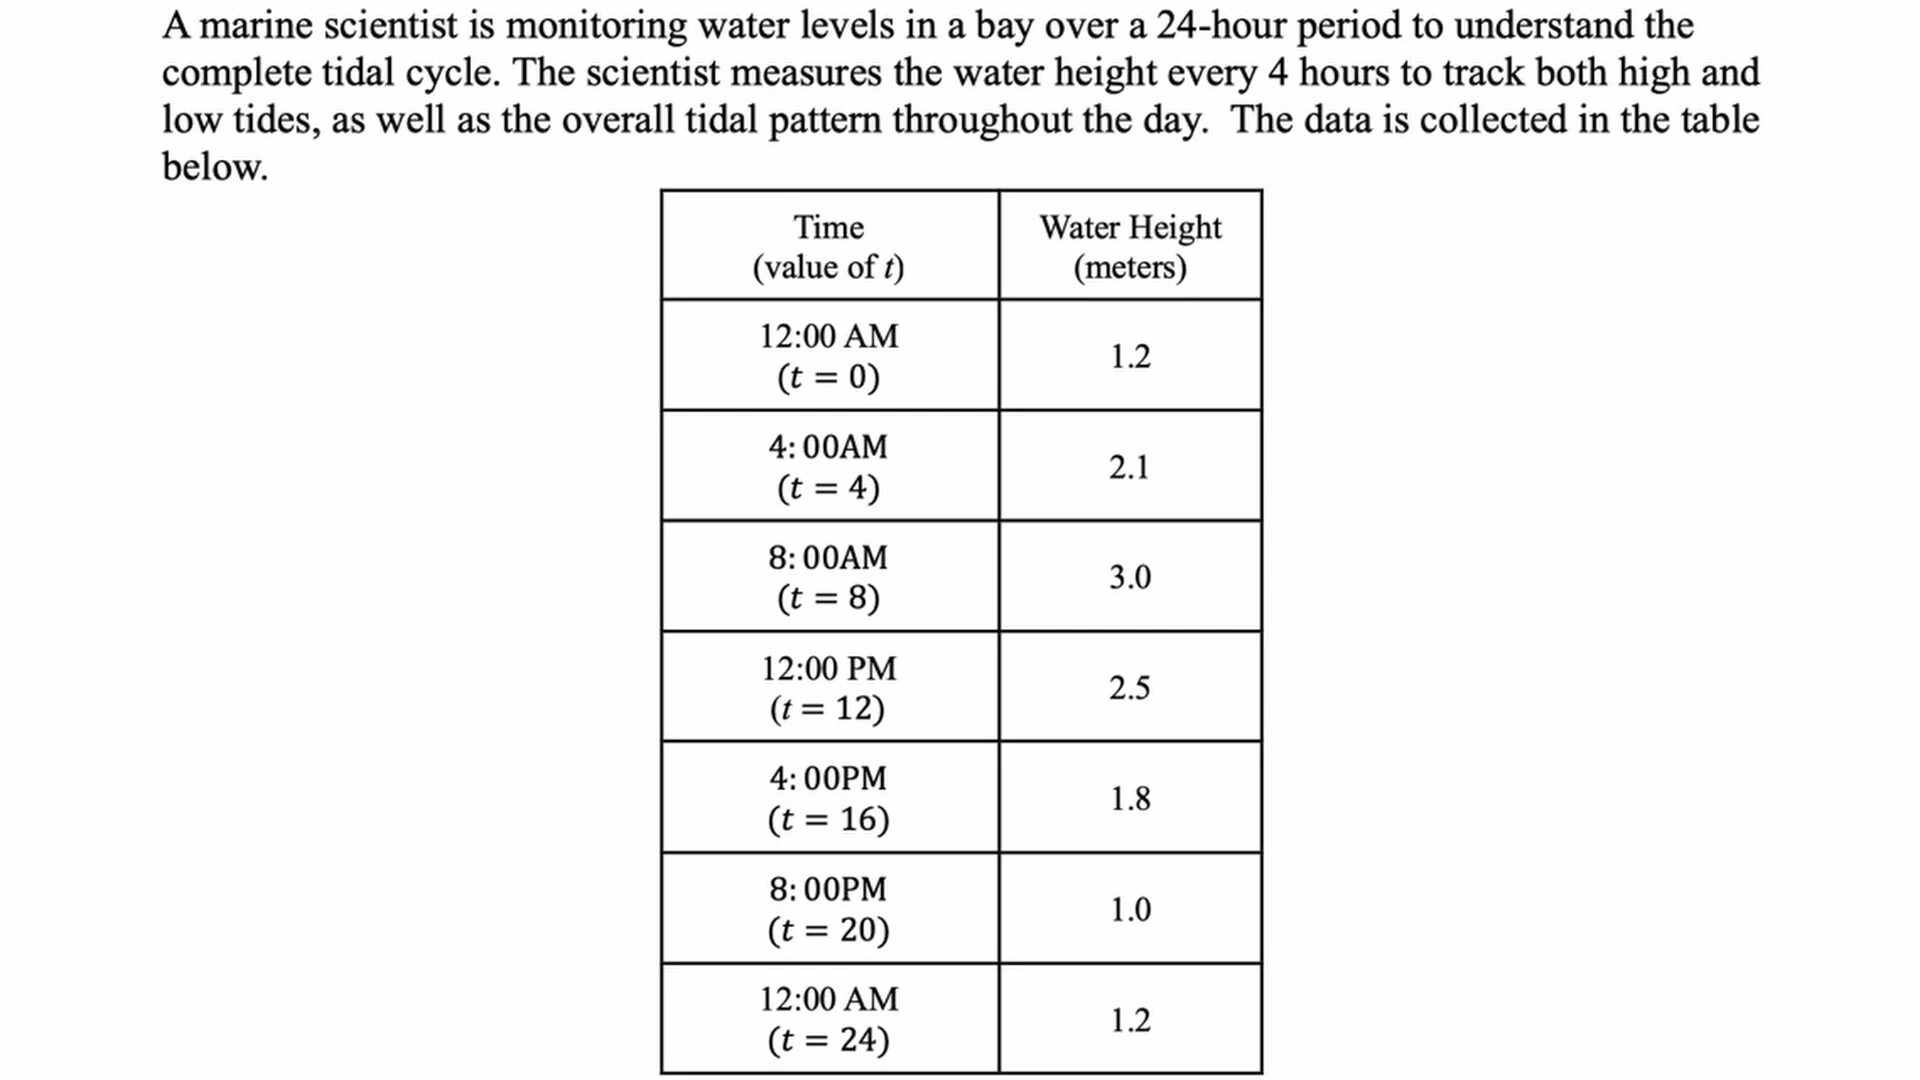 A marine scientist is monitoring water levels in a bay over a 24-hour period to understand the
complete tidal cycle. The scientist measures the water height every 4 hours to track both high and
low tides, as well as the overall tidal pattern throughout the day. The data is collected in the table
below.
Time
(value of t)
Water Height
(meters)
12:00 AM
(t = 0)
1.2
4:00AM
(t = 4)
2.1
8:00AM
(t = 8)
3.0
12:00 PM
(t = 12)
2.5
4:00PM
(t = 16)
1.8
8:00PM
(t = 20)
1.0
12:00 AM
(t = 24)
1.2